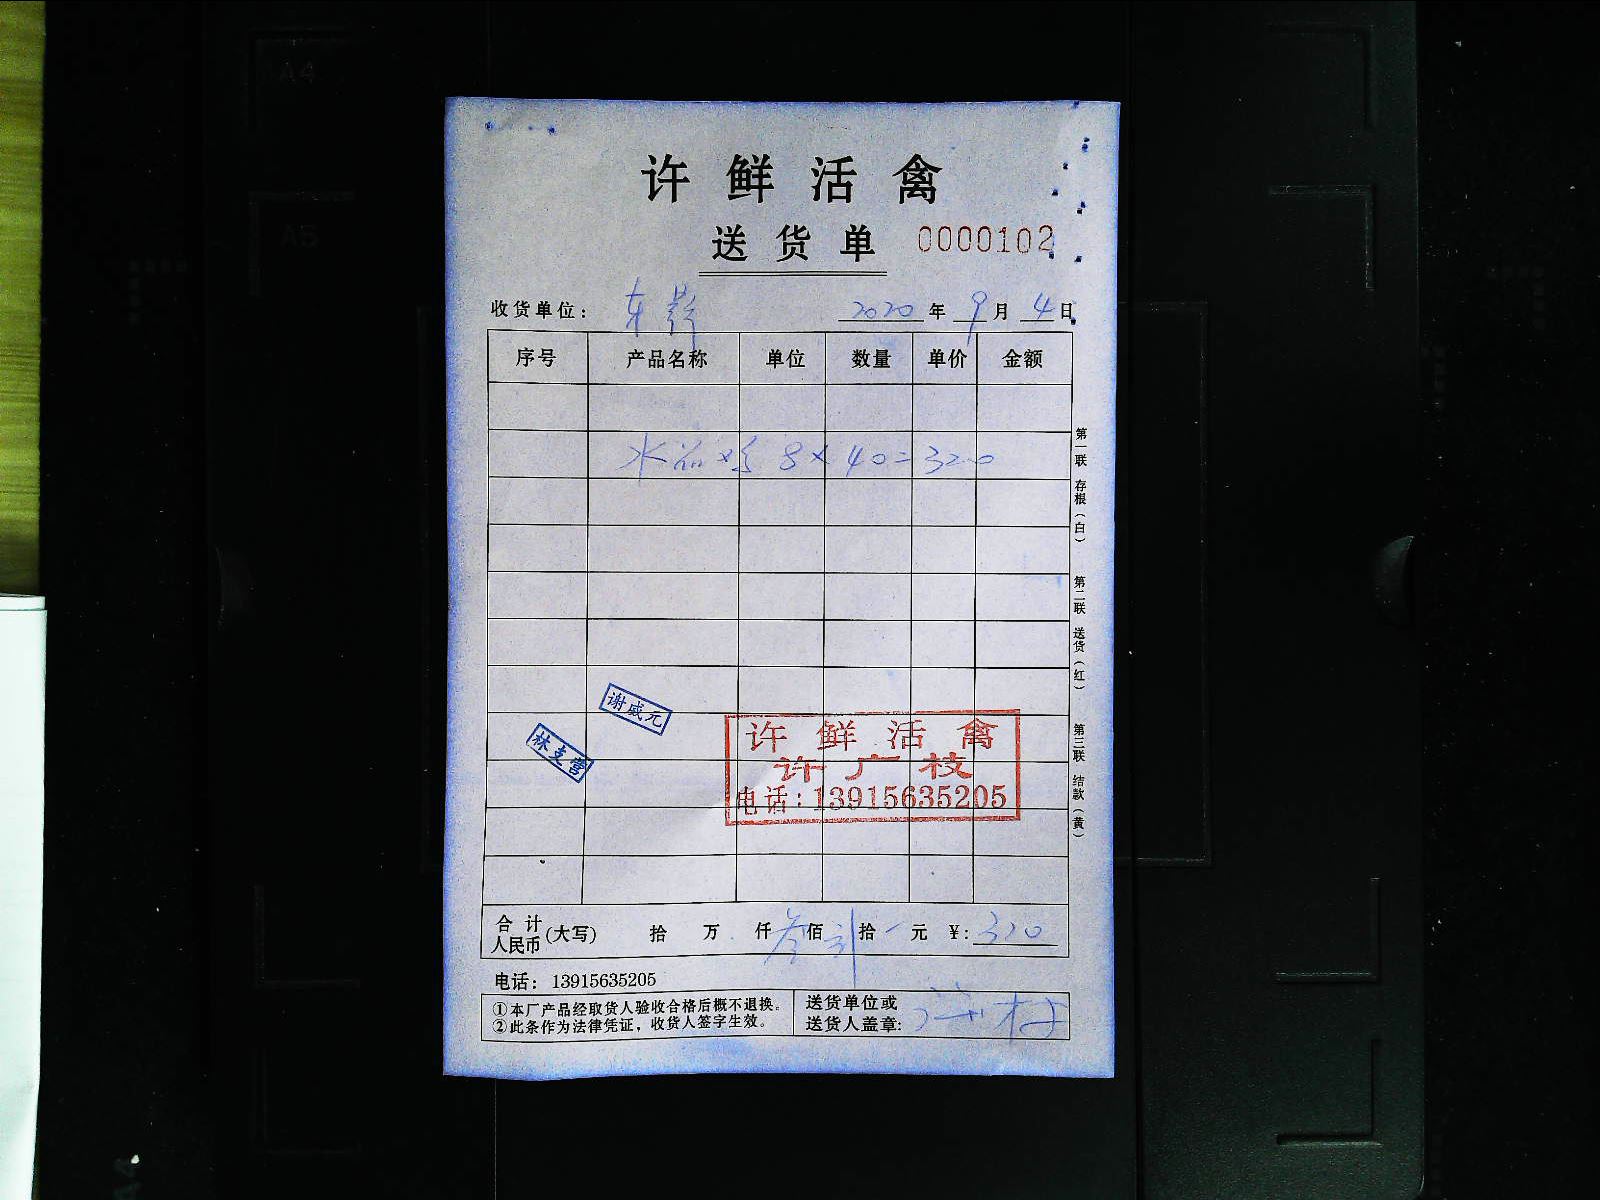 A4
A5
许鲜活禽
送货单 0000102
收货单位: 东 2020年9月4日
序号 产品名称 单位 数量 单价 金额
水 8×40=320
谢威元
林支营
许鲜活禽
许广枝
电话:13915635205
第一联 存根(白) 第二联 送货(红) 第三联 结款(黄)
合计人民币(大写) 拾 万 仟叁佰贰拾 元 ¥:320
电话: 13915635205
①本厂产品经取货人验收合格后概不退换。
②此条作为法律凭证,收货人签字生效。
送货单位或
送货人盖章: 许 枝